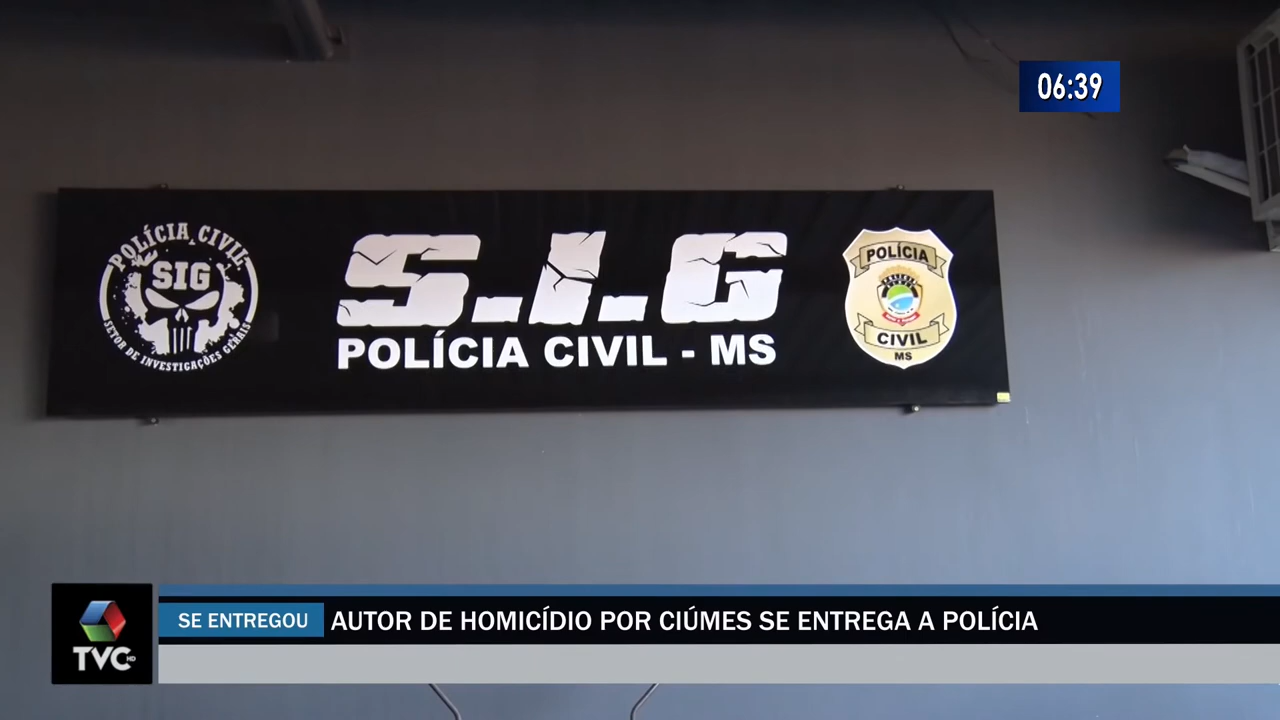 06:39
POLÍCIA CIVIL
SIG
SETOR DE INVESTIGAÇÕES GERAIS
S.I.G
POLÍCIA CIVIL - MS
POLÍCIA
CIVIL
MS
SE ENTREGOU
AUTOR DE HOMICÍDIO POR CIÚMES SE ENTREGA A POLÍCIA
TVC HD